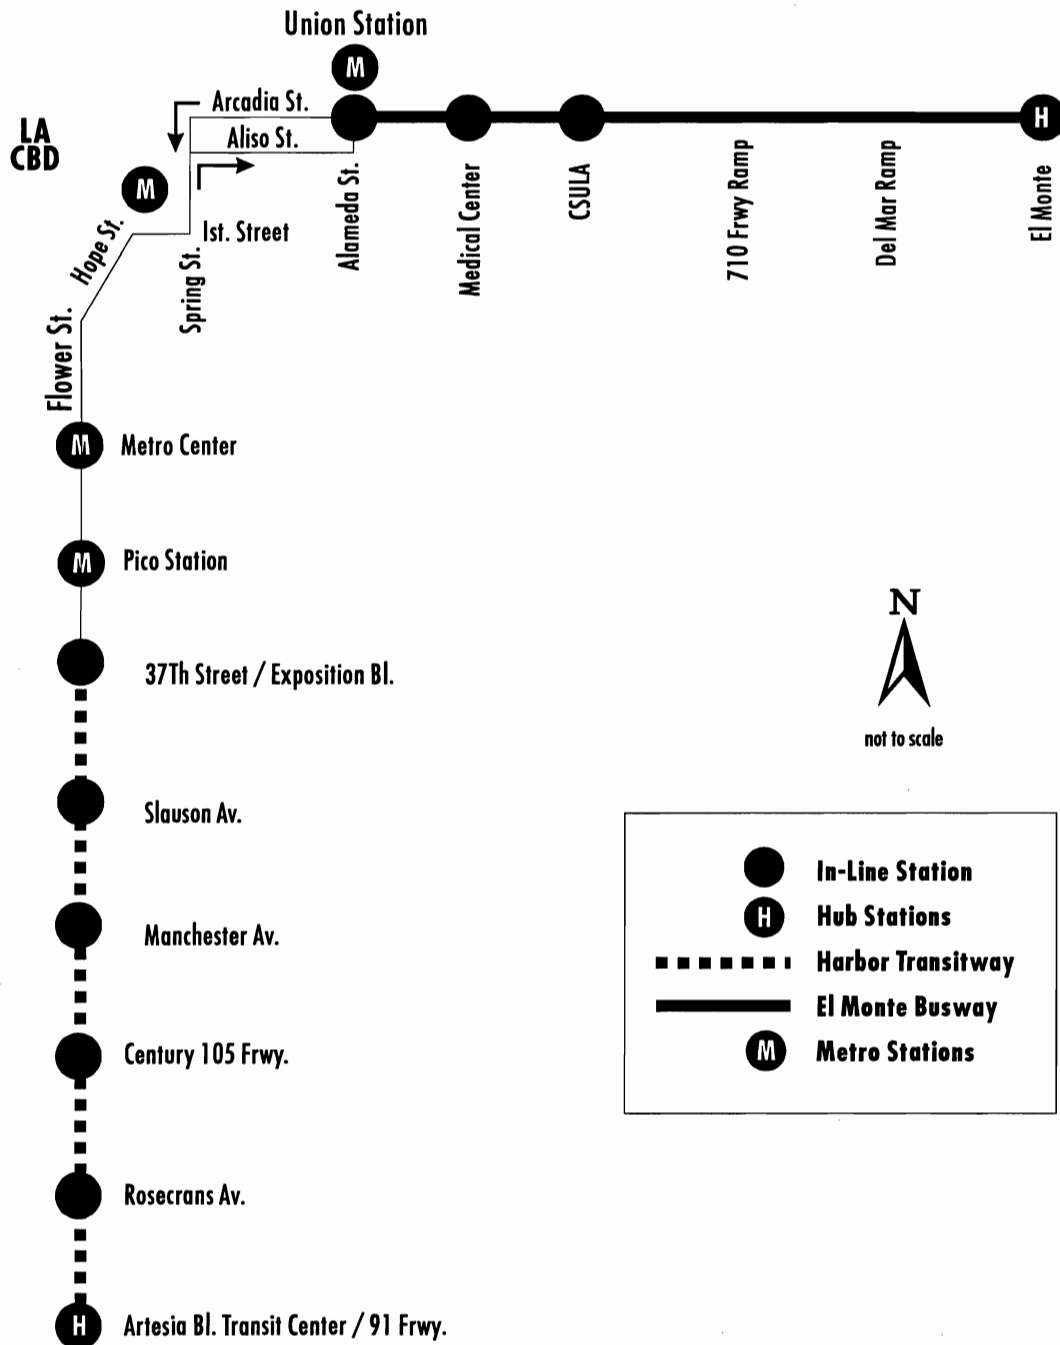 Union Station
M
Arcadia St.
LA
CBD
Aliso St.
H
M
Ist. Street
Hope St.
Spring St.
Alameda St.
Medical Center
CSULA
710 Frwy Ramp
Del Mar Ramp
El Monte
Flower St.
M Metro Center
M Pico Station
37Th Street / Exposition Bl.
N
not to scale
Slauson Av.
Manchester Av.
Century 105 Frwy.
Rosecrans Av.
H Artesia Bl. Transit Center / 91 Frwy.
In-Line Station
H Hub Stations
Harbor Transitway
El Monte Busway
M Metro Stations